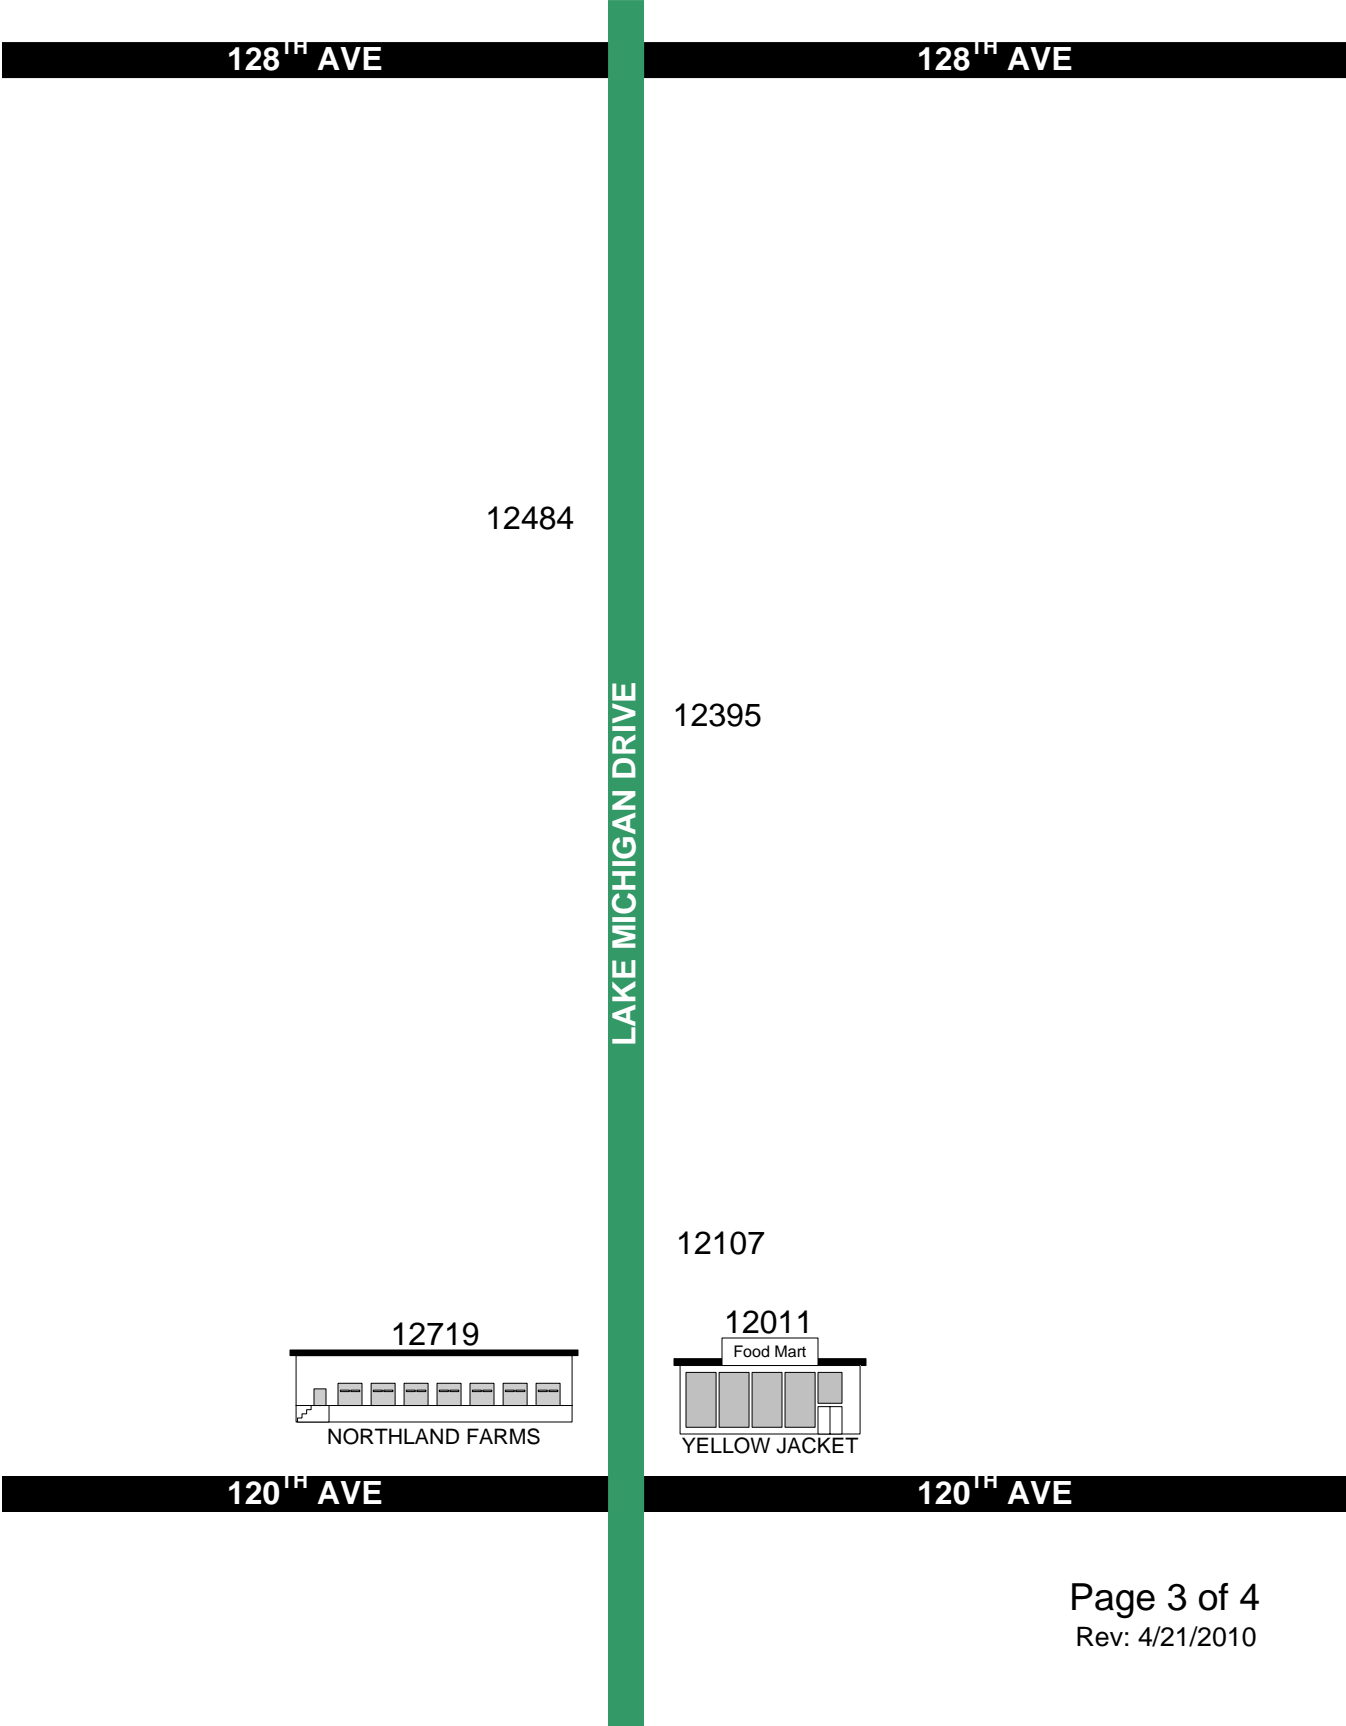 128TH AVE
128TH AVE
12484
LAKE MICHIGAN DRIVE
12395
12107
12719
NORTHLAND FARMS
12011
Food Mart
YELLOW JACKET
120TH AVE
120TH AVE
Page 3 of 4
Rev: 4/21/2010